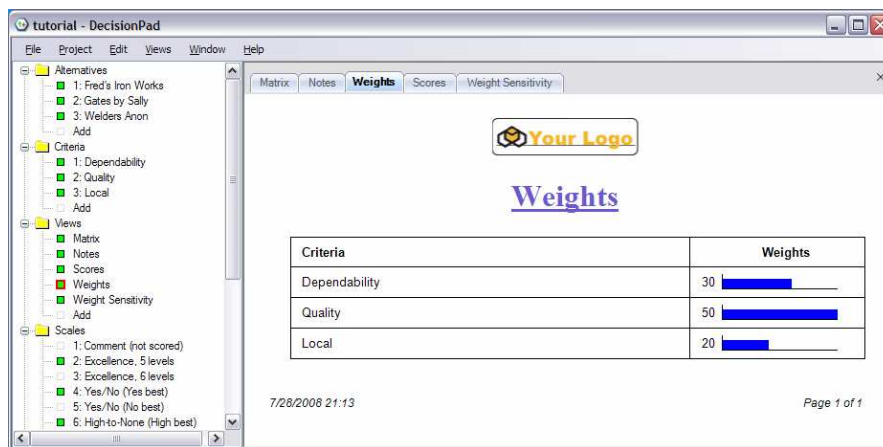 tutorial - DecisionPad
File Project Edit Views Window Help
Alternatives
1: Fred's Iron Works
2: Gates by Sally
3: Welders Anon
Add
Criteria
1: Dependability
2: Quality
3: Local
Add
Views
Matrix
Notes
Scores
Weights
Weight Sensitivity
Add
Scales
1: Comment (not scored)
2: Excellence, 5 levels
3: Excellence, 6 levels
4: Yes/No (Yes best)
5: Yes/No (No best)
6: High-to-None (High best)
Matrix Notes Weights Scores Weight Sensitivity
Your Logo
Weights
Criteria Weights
Dependability 30
Quality 50
Local 20
7/28/2008 21:13 Page 1 of 1